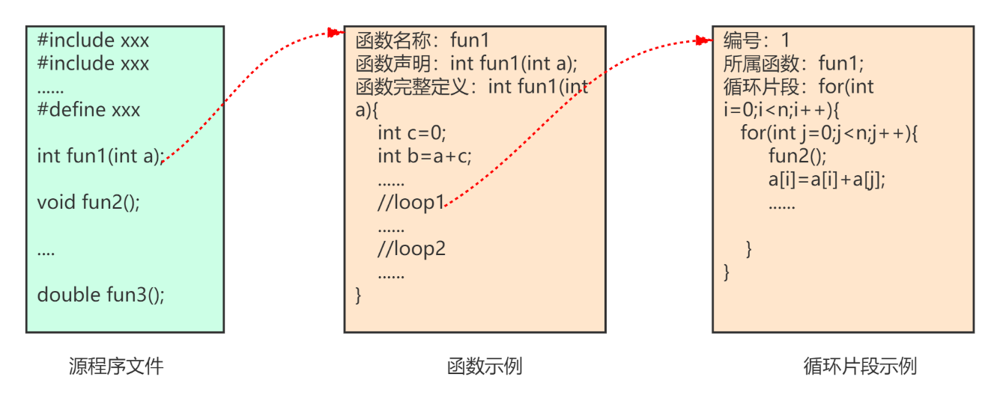 #include xxx
#include xxx
......
#define xxx
int fun1(int a);
void fun2();
....
double fun3();
源程序文件
函数名称：fun1
函数声明：int fun1(int a);
函数完整定义：int fun1(int
a){
int c=0;
int b=a+c;
......
//loop1
......
//loop2
......
}
函数示例
编号：1
所属函数：fun1;
循环片段：for(int
i=0;i<n;i++){
for(int j=0;j<n;j++){
fun2();
a[i]=a[i]+a[j];
......
}
}
循环片段示例